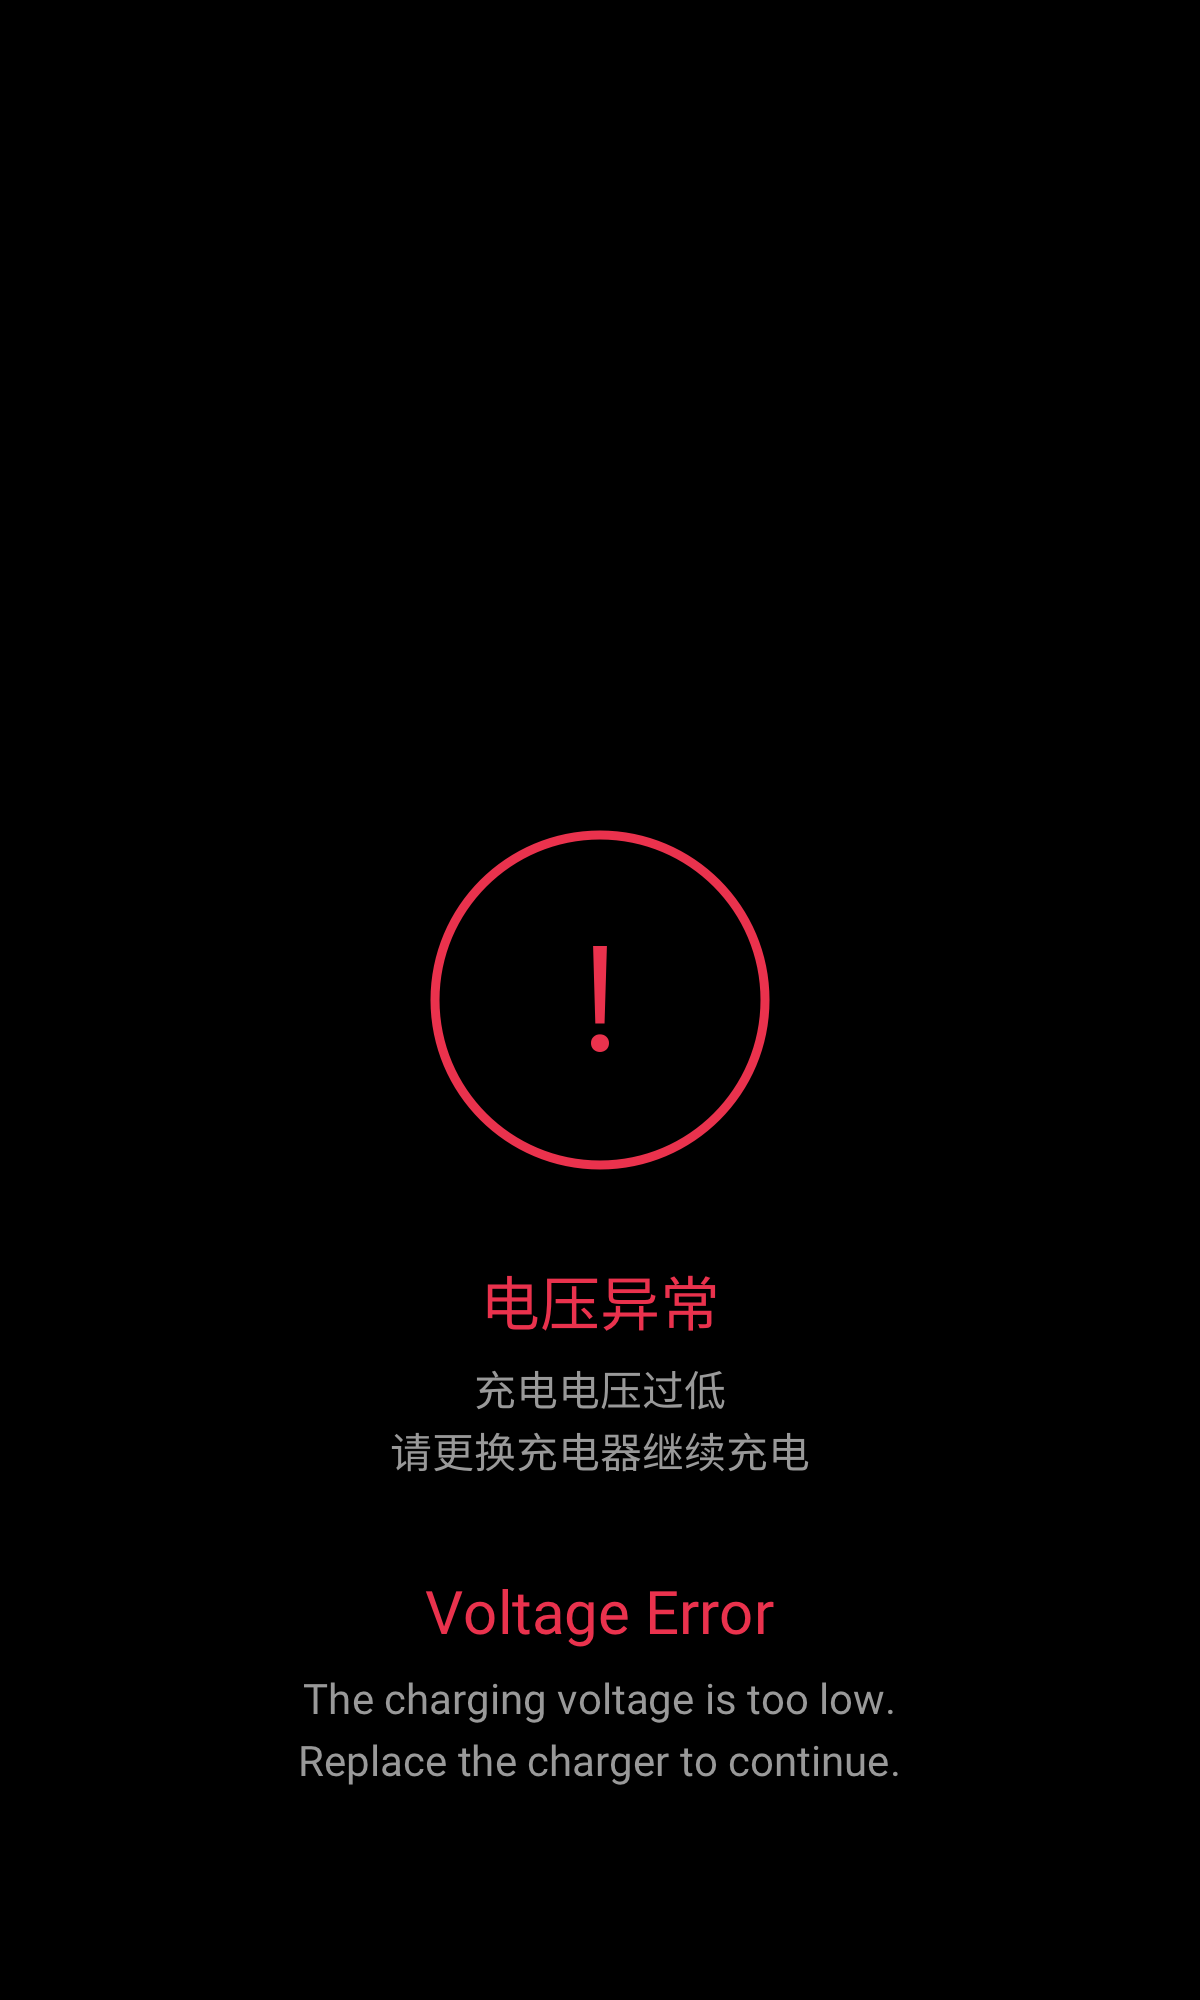 !
电压异常
充电电压过低
请更换充电器继续充电
Voltage Error
The charging voltage is too low.
Replace the charger to continue.